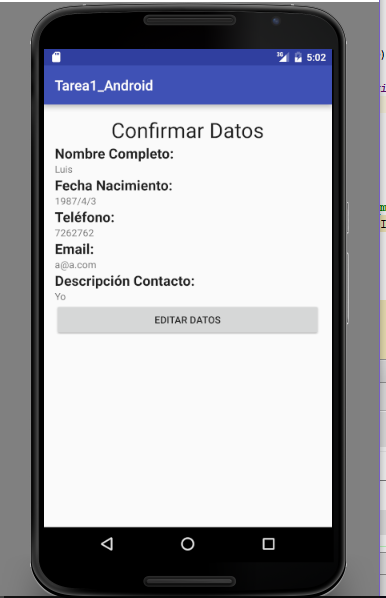 3G 5:02
Tarea1_Android
Confirmar Datos
Nombre Completo:
Luis
Fecha Nacimiento:
1987/4/3
Teléfono:
7262762
Email:
a@a.com
Descripción Contacto:
Yo
EDITAR DATOS